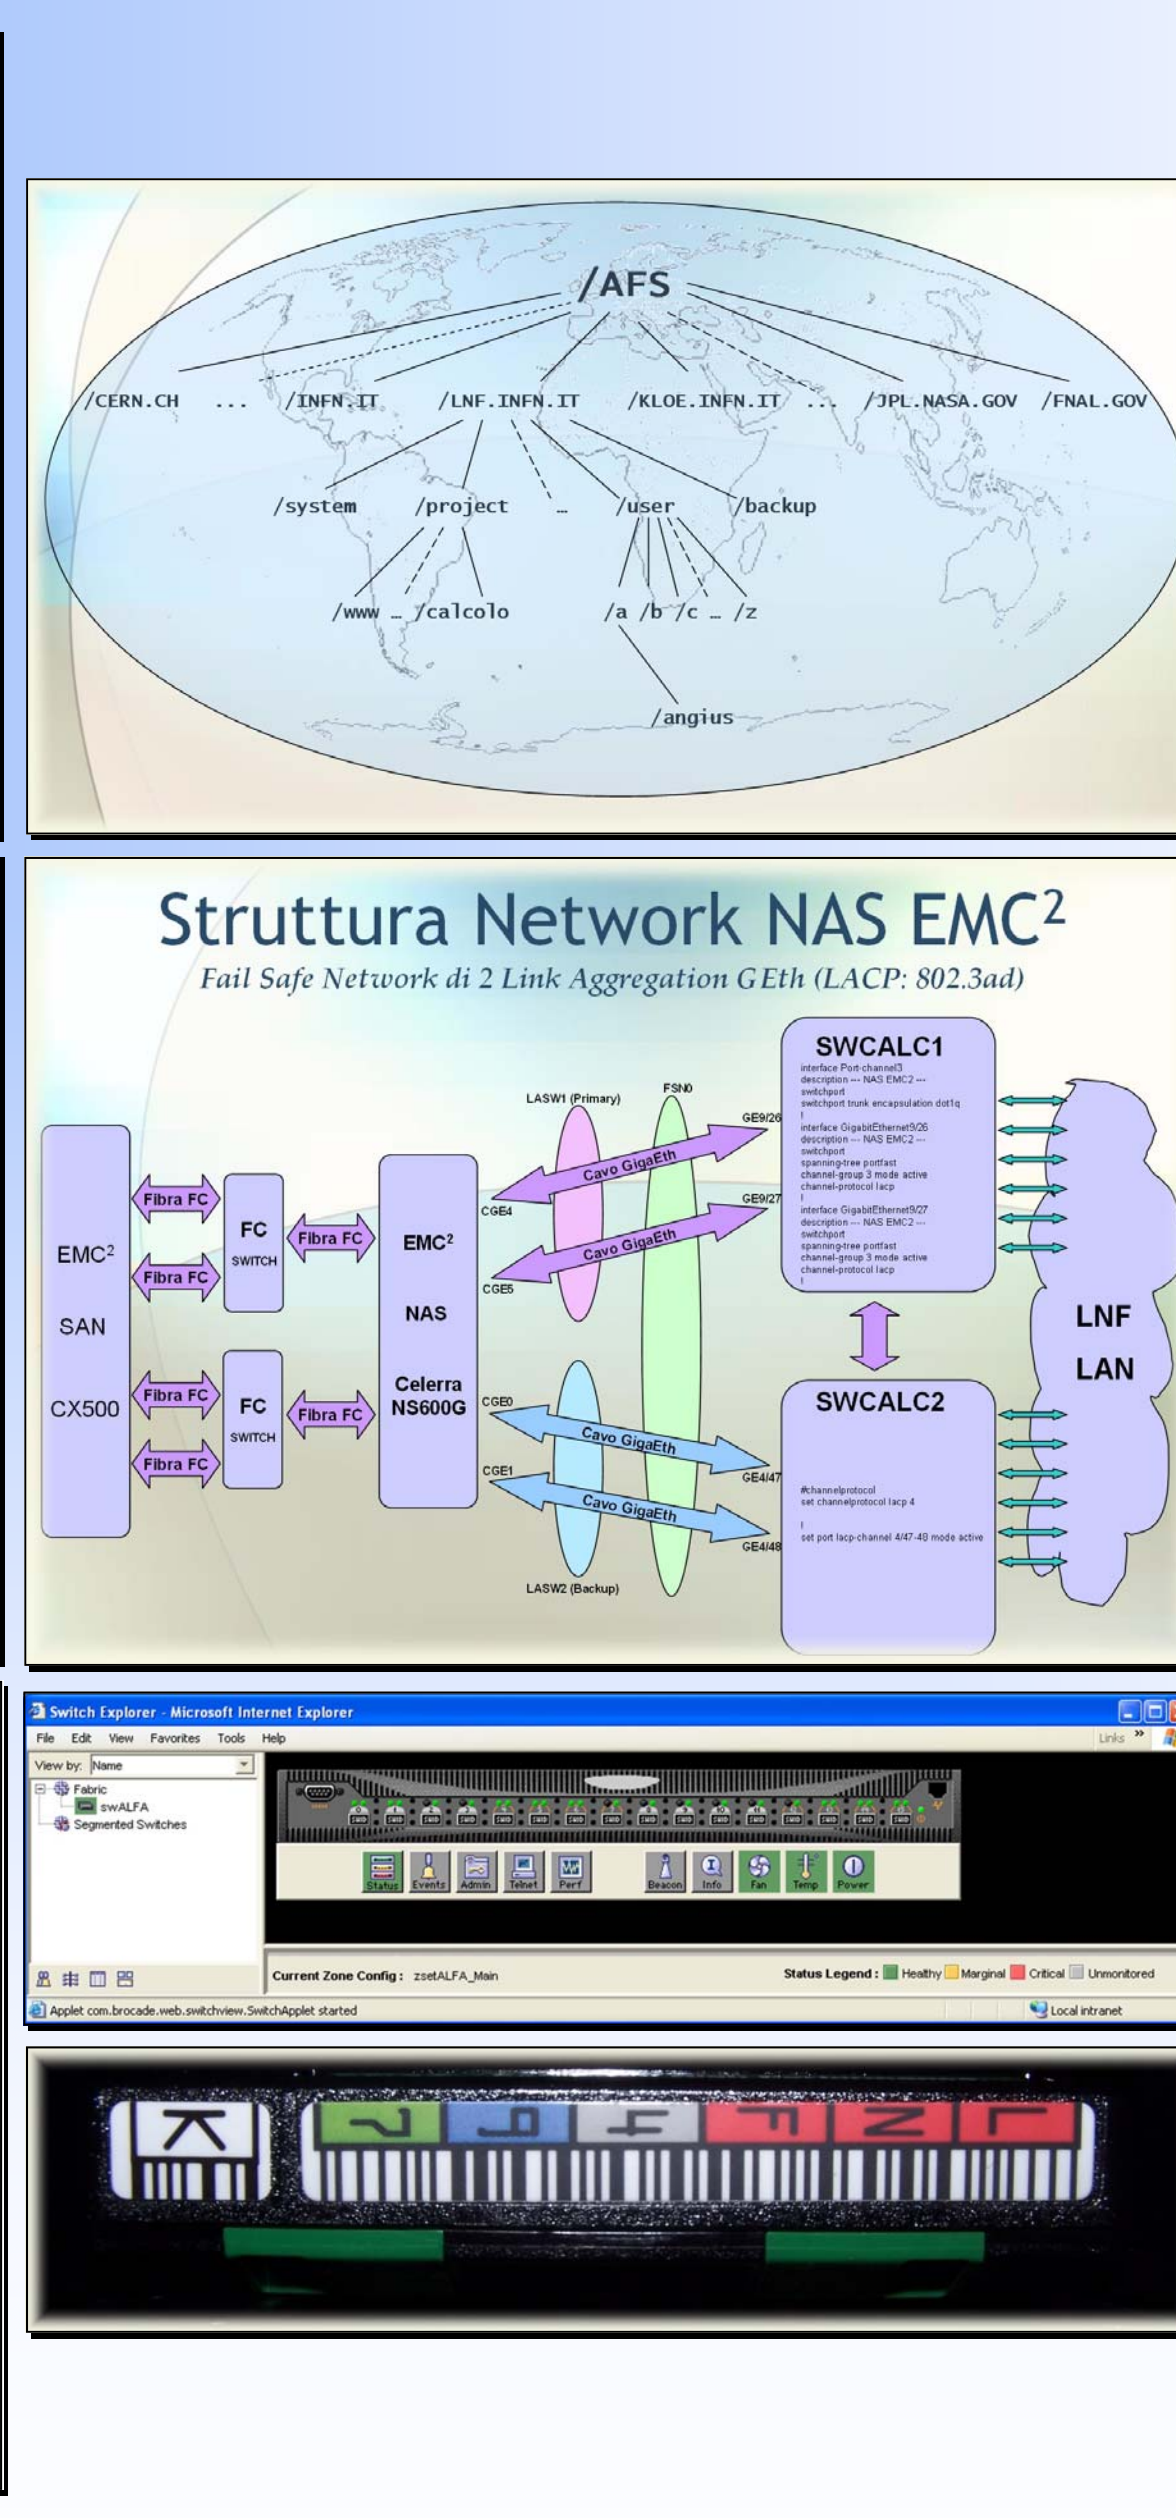 /AFS
/CERN.CH ... /INFN.IT /LNF.INFN.IT /KLOE.INFN.IT ... /JPL.NASA.GOV /FNAL.GOV
/system /project … /user /backup
/www … /calcolo /a /b /c … /z
/angius
Struttura Network NAS EMC²
Fail Safe Network di 2 Link Aggregation GEth (LACP: 802.3ad)
EMC²
SAN
CX500
Fibra FC
Fibra FC
Fibra FC
Fibra FC
FC
SWITCH
FC
SWITCH
Fibra FC
Fibra FC
EMC²
NAS
Celerra
NS600G
CGE4
CGE5
CGE0
CGE1
LASW1 (Primary)
FSN0
Cavo GigaEth
Cavo GigaEth
Cavo GigaEth
Cavo GigaEth
LASW2 (Backup)
GE9/26
GE9/27
GE4/47
GE4/48
SWCALC1
interface Port-channel3
description --- NAS EMC2 ---
switchport
switchport trunk encapsulation dot1q
!
interface GigabitEthernet9/26
description --- NAS EMC2 ---
switchport
spanning-tree portfast
channel-group 3 mode active
channel-protocol lacp
!
interface GigabitEthernet9/27
description --- NAS EMC2 ---
switchport
spanning-tree portfast
channel-group 3 mode active
channel-protocol lacp
!
SWCALC2
#channelprotocol
set channelprotocol lacp 4
!
set port lacp-channel 4/47-48 mode active
LNF
LAN
Switch Explorer - Microsoft Internet Explorer
File Edit View Favorites Tools Help Links »
View by: Name
Fabric
swALFA
Segmented Switches
Status Events Admin Telnet Perf Beacon Info Fan Temp Power
Current Zone Config : zsetALFA_Main Status Legend : Healthy Marginal Critical Unmonitored
Applet com.brocade.web.switchview.SwitchApplet started Local intranet
K 7 9 4 F N L